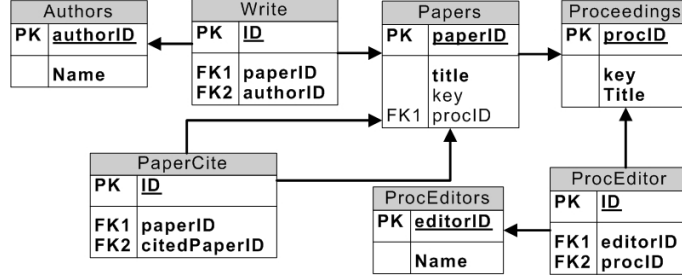 Authors
PK authorID
Name
Write
PK ID
FK1 paperID
FK2 authorID
Papers
PK paperID
title
key
FK1 procID
Proceedings
PK procID
key
Title
PaperCite
PK ID
FK1 paperID
FK2 citedPaperID
ProcEditors
PK editorID
Name
ProcEditor
PK ID
FK1 editorID
FK2 procID